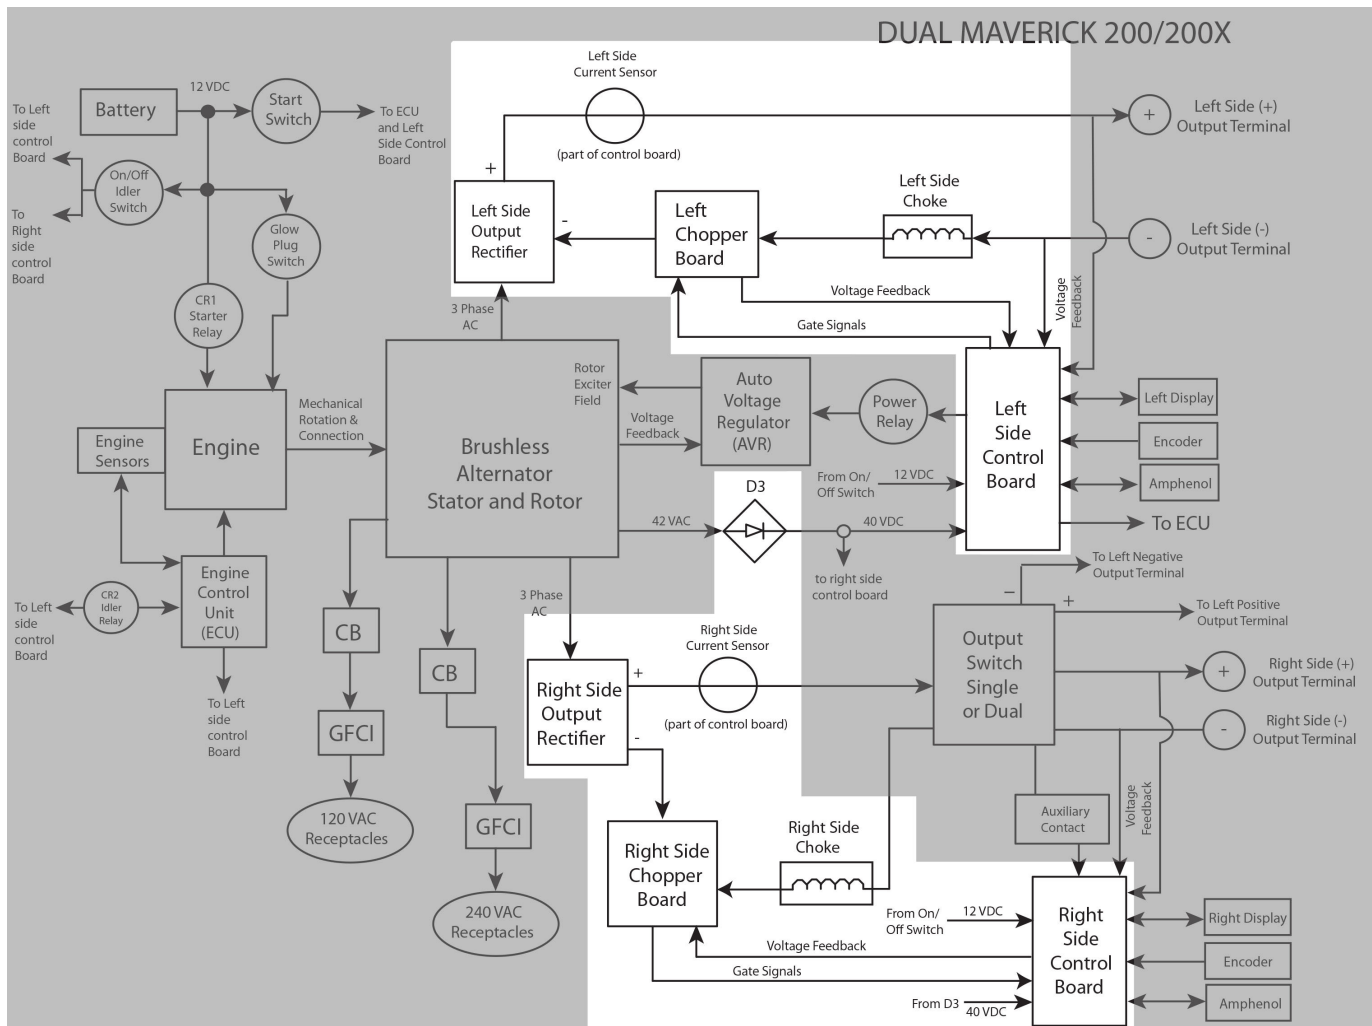 DUAL MAVERICK 200/200X
Left Side
Current Sensor
(part of control board)
12 VDC
Battery
Start
Switch
To ECU
and Left
Side Control
Board
To Left
side
control
Board
On/Off
Idler
Switch
To
Right
side
control
Board
Glow
Plug
Switch
CR1
Starter
Relay
+
Left Side (+)
Output Terminal
+
Left Side
Output
Rectifier
-
Left
Chopper
Board
Left Side
Choke
-
Left Side (-)
Output Terminal
Voltage Feedback
Gate Signals
Voltage
Feedback
3 Phase
AC
Engine
Sensors
Engine
Mechanical
Rotation &
Connection
Brushless
Alternator
Stator and Rotor
Rotor
Exciter
Field
Voltage
Feedback
Auto
Voltage
Regulator
(AVR)
Power
Relay
Left
Side
Control
Board
Left Display
Encoder
Amphenol
To ECU
From On/
Off Switch
12 VDC
D3
42 VAC
40 VDC
to right side
control board
To Left
side
control
Board
CR2
Idler
Relay
Engine
Control
Unit
(ECU)
To Left
side
control
Board
CB
GFCI
120 VAC
Receptacles
CB
GFCI
240 VAC
Receptacles
3 Phase
AC
Right Side
Current Sensor
(part of control board)
Right Side
Output
Rectifier
+
-
Output
Switch
Single
or Dual
−
To Left Negative
Output Terminal
+
To Left Positive
Output Terminal
+
Right Side (+)
Output Terminal
-
Right Side (-)
Output Terminal
Auxiliary
Contact
Voltage
Feedback
Right Side
Chopper
Board
Right Side
Choke
From On/
Off Switch
12 VDC
Voltage Feedback
Gate Signals
From D3
40 VDC
Right
Side
Control
Board
Right Display
Encoder
Amphenol